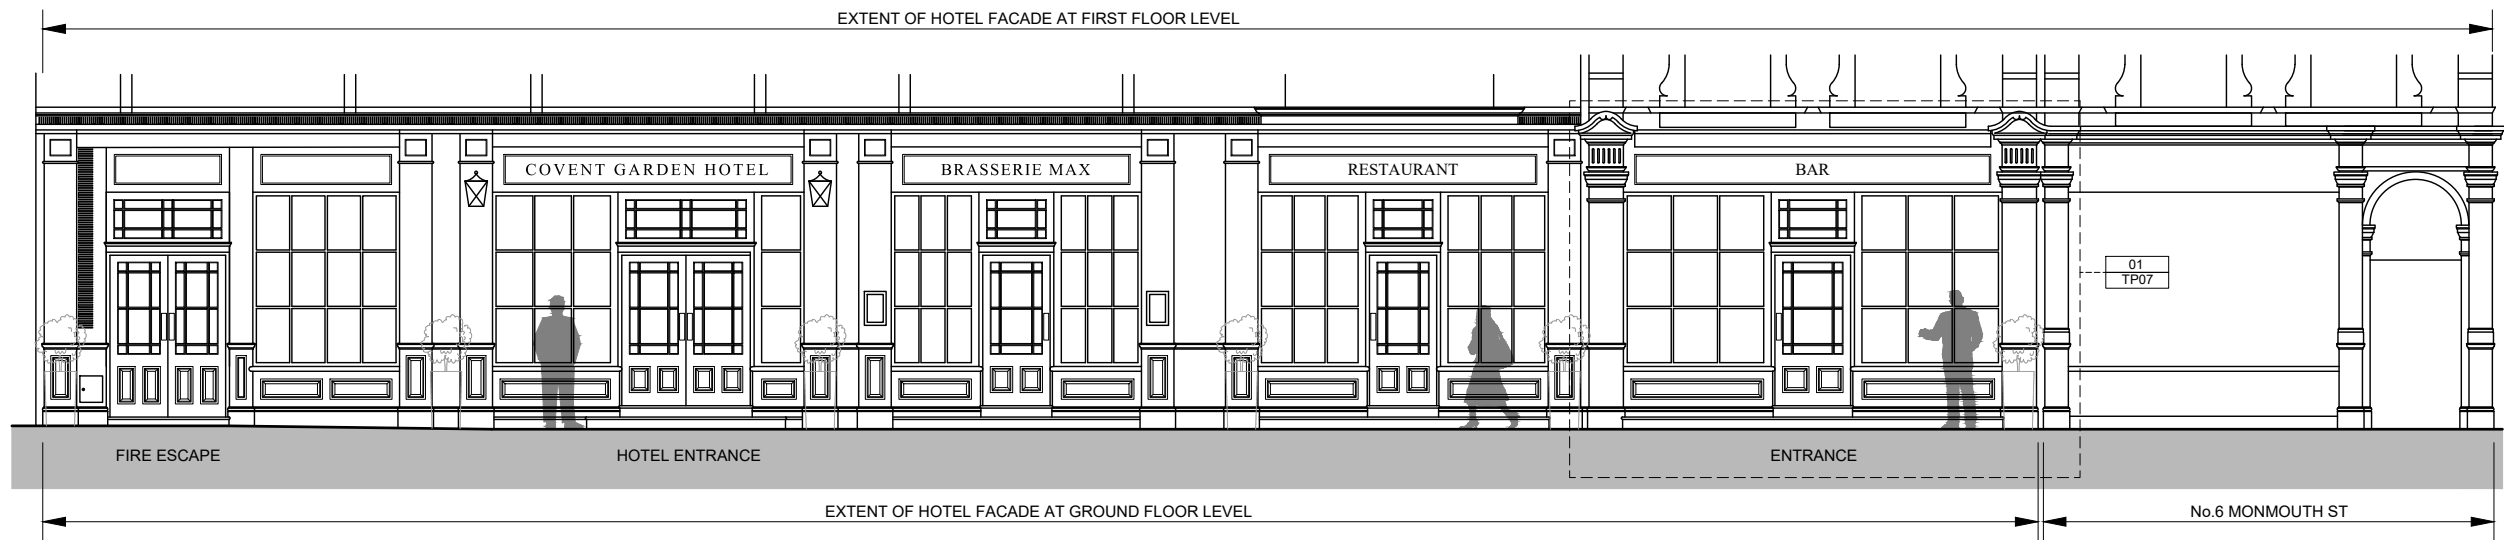 EXTENT OF HOTEL FACADE AT FIRST FLOOR LEVEL
COVENT GARDEN HOTEL
BRASSERIE MAX
RESTAURANT
BAR
01
TP07
FIRE ESCAPE
HOTEL ENTRANCE
ENTRANCE
EXTENT OF HOTEL FACADE AT GROUND FLOOR LEVEL
No.6 MONMOUTH ST